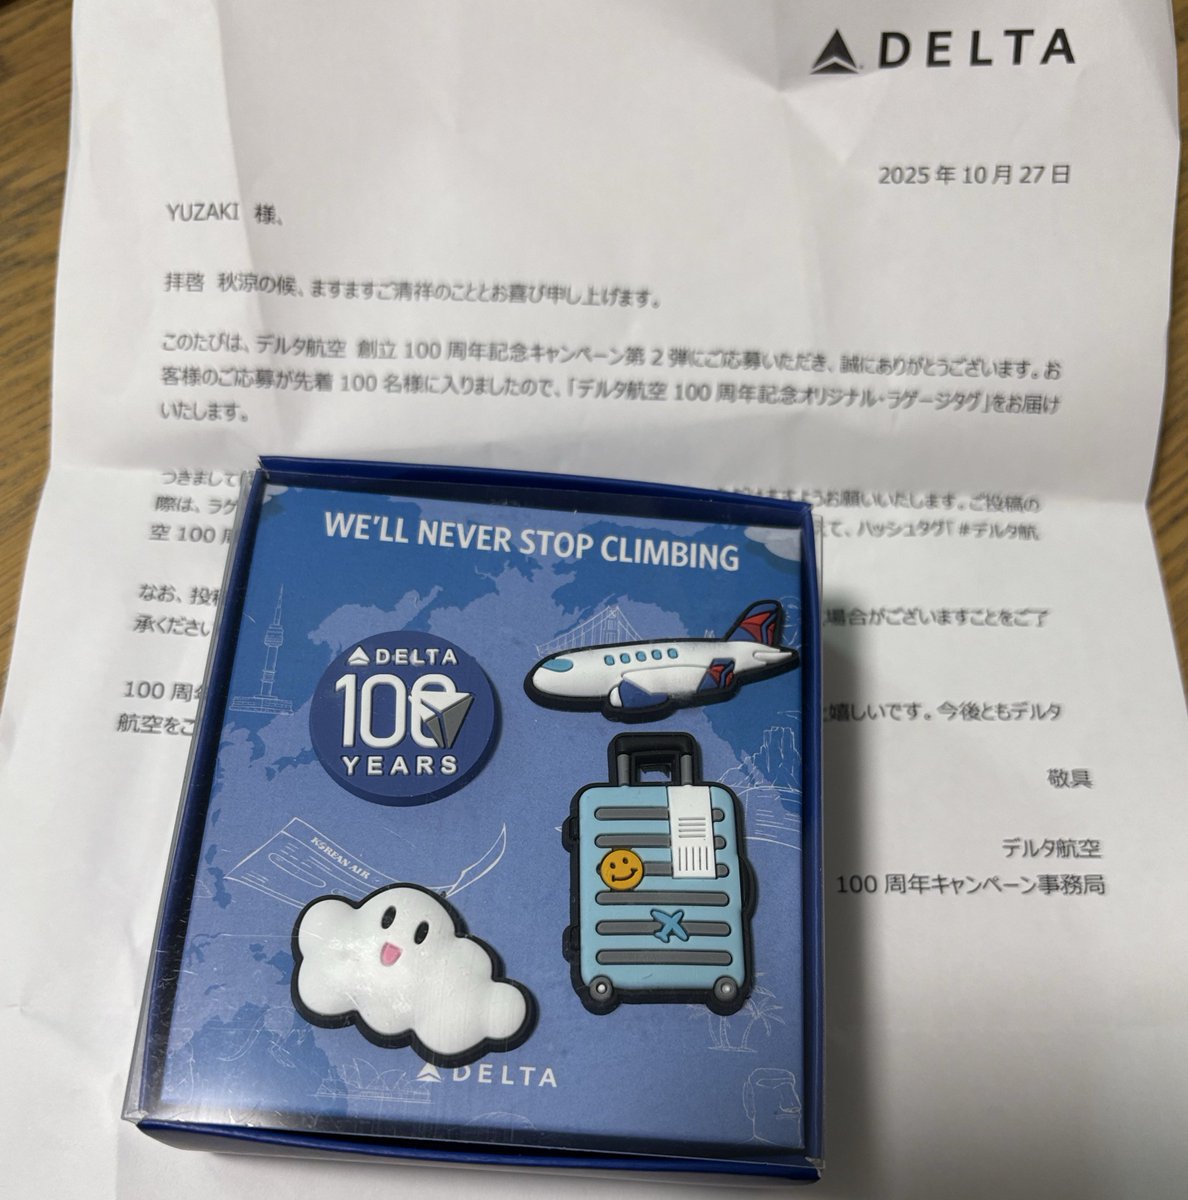 DELTA
2025年10月27日
YUZAKI 様、
拝啓 秋涼の候、ますますご清祥のこととお喜び申し上げます。
このたびは、デルタ航空 創立100周年記念キャンペーン第2弾にご応募いただき、誠にありがとうございます。お
客様のご応募が先着100名様に入りましたので、「デルタ航空100周年記念オリジナル・ラゲージタグ」をお届け
いたします。
つきまして
ますようお願いいたします。ご投稿の
際は、ラゲ
えて、ハッシュタグ「#デルタ航
空100周
なお、投稿
場合がございますことをご了
承ください
100周年
嬉しいです。今後ともデルタ
航空をご
敬具
デルタ航空
100周年キャンペーン事務局
WE'LL NEVER STOP CLIMBING
DELTA
100
YEARS
KOREAN AIR
DELTA